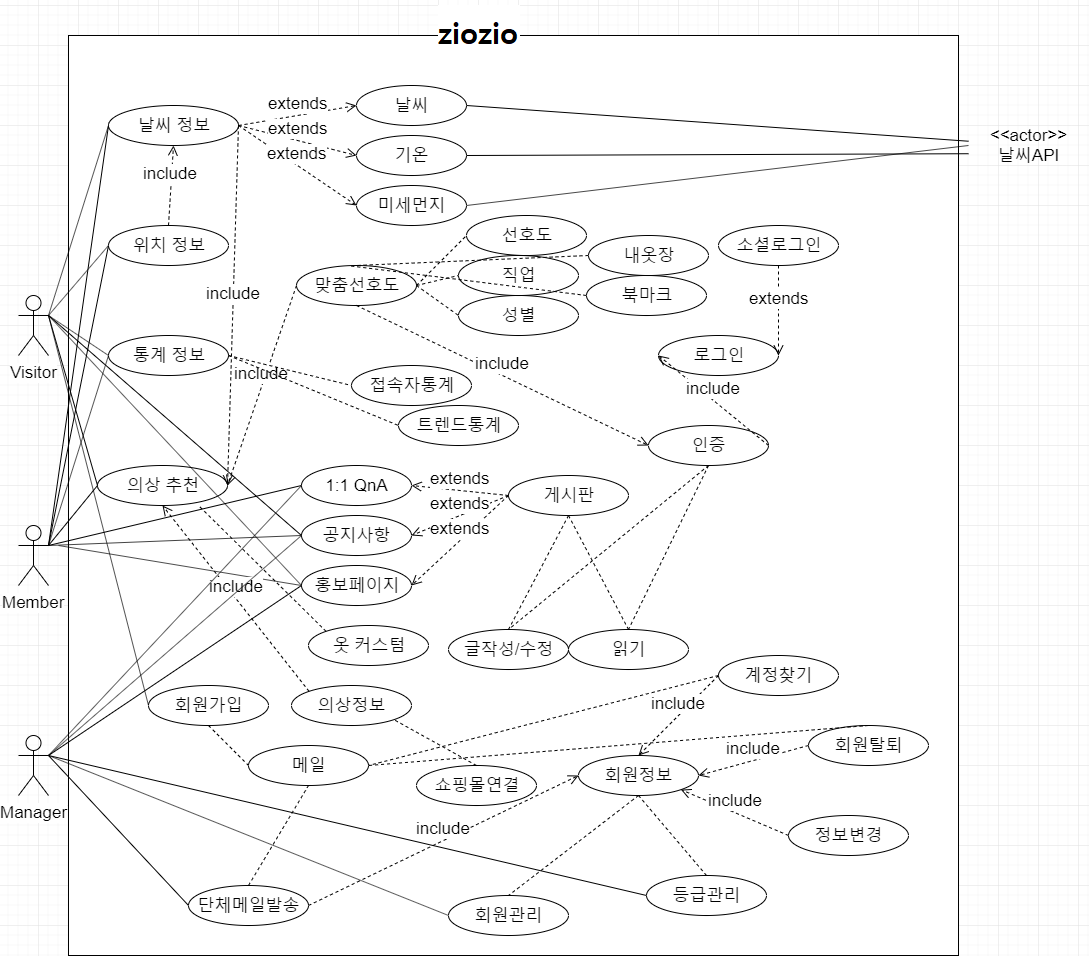 ziozio
extends
날씨
날씨 정보
extends
<<actor>>
날씨API
기온
extends
include
미세먼지
선호도
위치 정보
소셜로그인
내옷장
직업
맞춤선호도
include
북마크
extends
성별
통계 정보
로그인
include
Visitor
include
접속자통계
include
트렌드통계
인증
extends
의상 추천
1:1 QnA
게시판
extends
공지사항
extends
include
홍보페이지
Member
옷 커스텀
글작성/수정
읽기
계정찾기
회원가입
의상정보
include
회원탈퇴
include
메일
회원정보
쇼핑몰연결
include
Manager
include
정보변경
등급관리
단체메일발송
회원관리